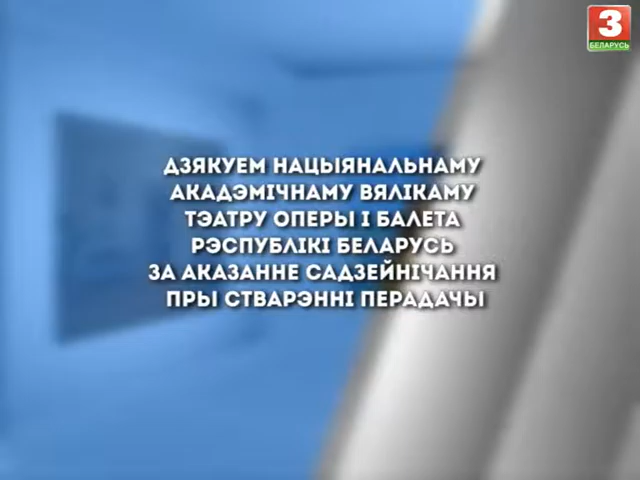 3
БЕЛАРУСЬ
ДЗЯКУЕМ НАЦЫЯНАЛЬНАМУ
АКАДЭМІЧНАМУ ВЯЛІКАМУ
ТЭАТРУ ОПЕРЫ І БАЛЕТА
РЭСПУБЛІКІ БЕЛАРУСЬ
ЗА АКАЗАННЕ САДЗЕЙНІЧАННЯ
ПРЫ СТВАРЭННІ ПЕРАДАЧЫ